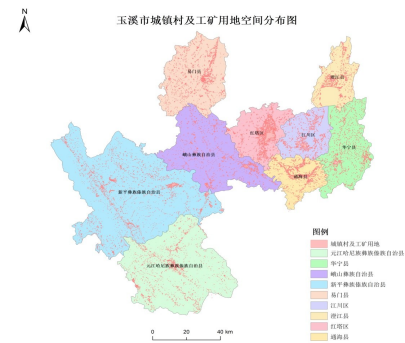 玉溪市城镇村及工矿用地空间分布图
N
易门县
澄江县
红塔区
江川区
峨山彝族自治县
华宁县
通海县
新平彝族傣族自治县
元江哈尼族彝族傣族自治县
图例
城镇村及工矿用地
元江哈尼族彝族傣族自治县
华宁县
峨山彝族自治县
新平彝族傣族自治县
易门县
江川区
澄江县
红塔区
通海县
0 20 40 km